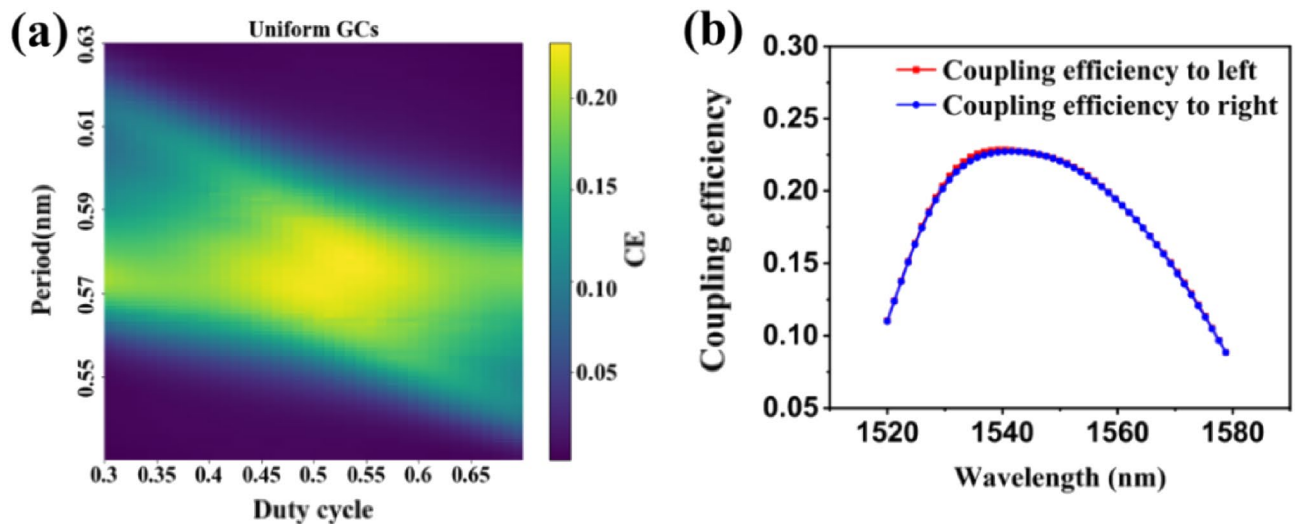 (a)
Uniform GCs
0.63
0.61
0.59
0.57
0.55
Period(nm)
0.3 0.35 0.4 0.45 0.5 0.55 0.6 0.65
Duty cycle
0.20
0.15
0.10
0.05
CE
(b)
0.30
0.25
0.20
0.15
0.10
0.05
Coupling efficiency
Coupling efficiency to left
Coupling efficiency to right
1520 1540 1560 1580
Wavelength (nm)